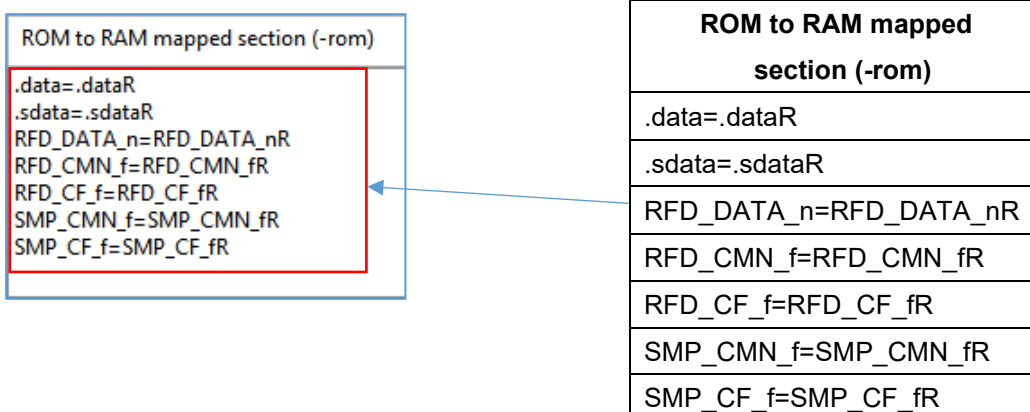 ROM to RAM mapped section (-rom)
.data=.dataR
.sdata=.sdataR
RFD_DATA_n=RFD_DATA_nR
RFD_CMN_f=RFD_CMN_fR
RFD_CF_f=RFD_CF_fR
SMP_CMN_f=SMP_CMN_fR
SMP_CF_f=SMP_CF_fR
ROM to RAM mapped
section (-rom)
.data=.dataR
.sdata=.sdataR
RFD_DATA_n=RFD_DATA_nR
RFD_CMN_f=RFD_CMN_fR
RFD_CF_f=RFD_CF_fR
SMP_CMN_f=SMP_CMN_fR
SMP_CF_f=SMP_CF_fR